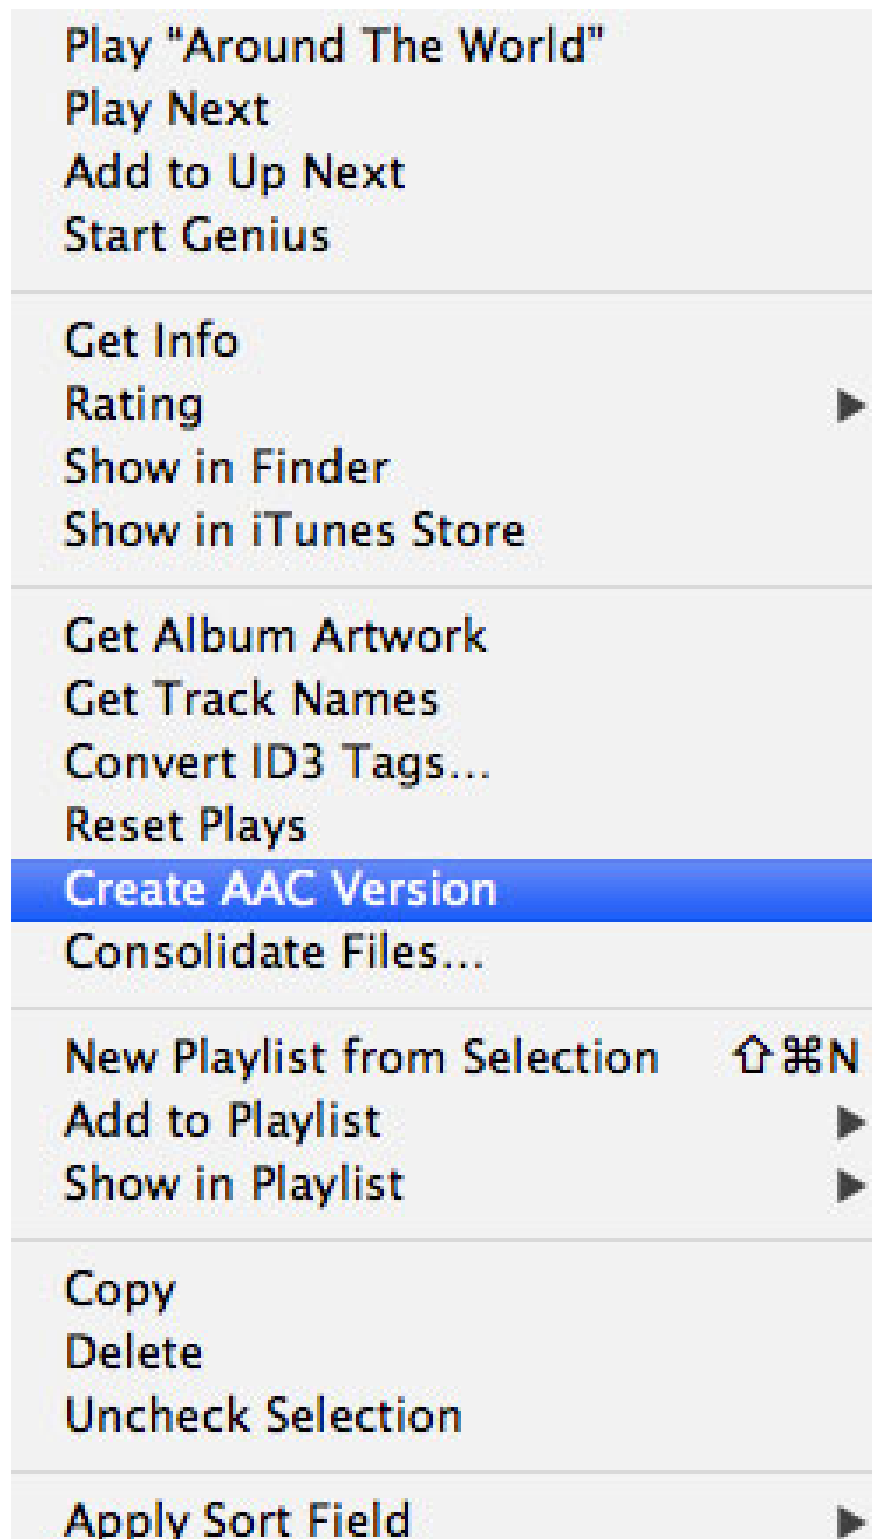 Play “Around The World”
Play Next
Add to Up Next
Start Genius
Get Info
Rating
Show in Finder
Show in iTunes Store
Get Album Artwork
Get Track Names
Convert ID3 Tags...
Reset Plays
Create AAC Version
Consolidate Files...
New Playlist from Selection ⇧⌘N
Add to Playlist
Show in Playlist
Copy
Delete
Uncheck Selection
Apply Sort Field